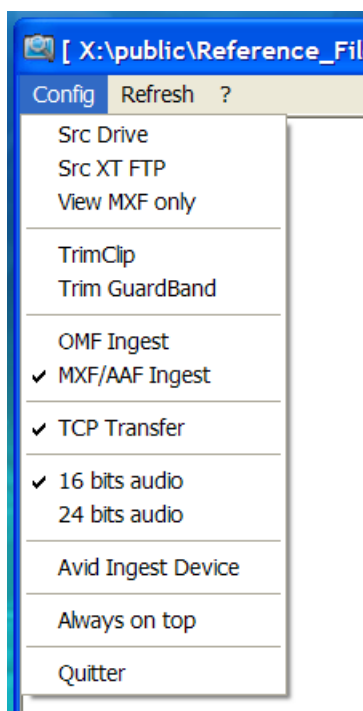 [ X:\public\Reference_Fil
Config Refresh ?
Src Drive
Src XT FTP
View MXF only
TrimClip
Trim GuardBand
OMF Ingest
✓ MXF/AAF Ingest
✓ TCP Transfer
✓ 16 bits audio
24 bits audio
Avid Ingest Device
Always on top
Quitter